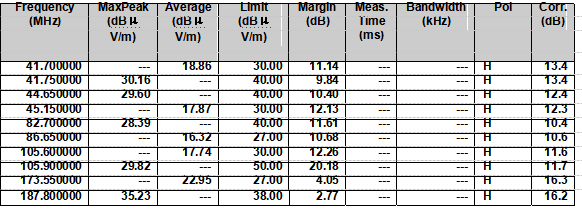 Frequency (MHz) MaxPeak (dBµ V/m) Average (dBµ V/m) Limit (dBµ V/m) Margin (dB) Meas. Time (ms) Bandwidth (kHz) Pol Corr. (dB)
41.700000 --- 18.86 30.00 11.14 --- --- H 13.4
41.750000 30.16 --- 40.00 9.84 --- --- H 13.4
44.650000 29.60 --- 40.00 10.40 --- --- H 12.4
45.150000 --- 17.87 30.00 12.13 --- --- H 12.3
82.700000 28.39 --- 40.00 11.61 --- --- H 10.4
86.650000 --- 16.32 27.00 10.68 --- --- H 10.6
105.600000 --- 17.74 30.00 12.26 --- --- H 11.6
105.900000 29.82 --- 50.00 20.18 --- --- H 11.7
173.550000 --- 22.95 27.00 4.05 --- --- H 16.3
187.800000 35.23 --- 38.00 2.77 --- --- H 16.2